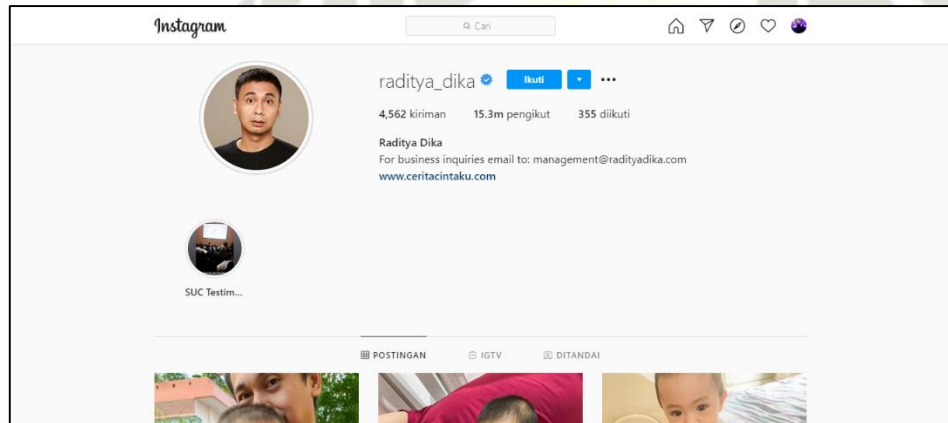 Instagram
Cari
raditya_dika Ikuti
4,562 kiriman 15.3m pengikut 355 diikuti
Raditya Dika
For business inquiries email to: management@radityadika.com
www.ceritacintaku.com
SUC Testim...
POSTINGAN IGTV DITANDAI